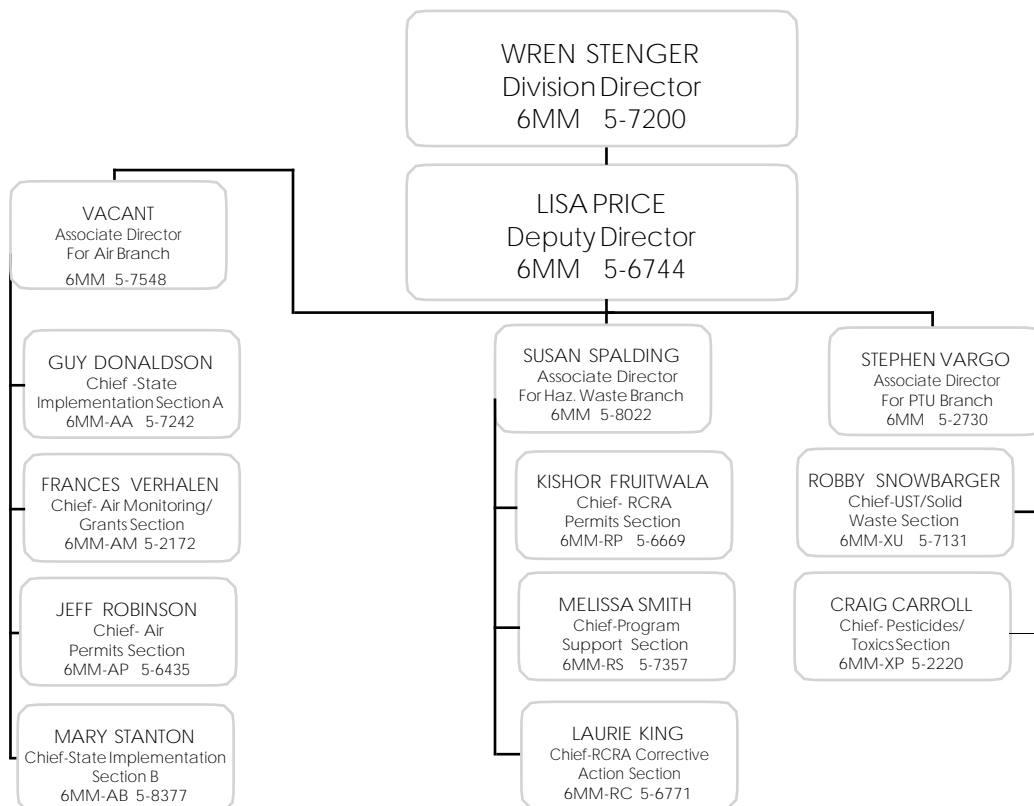 WREN STENGER
Division Director
6MM 5-7200
LISA PRICE
Deputy Director
6MM 5-6744
VACANT
Associate Director
For Air Branch
6MM 5-7548
GUY DONALDSON
Chief -State
Implementation Section A
6MM-AA 5-7242
FRANCES VERHALEN
Chief- Air Monitoring/
Grants Section
6MM-AM 5-2172
JEFF ROBINSON
Chief- Air
Permits Section
6MM-AP 5-6435
MARY STANTON
Chief-State Implementation
Section B
6MM-AB 5-8377
SUSAN SPALDING
Associate Director
For Haz. Waste Branch
6MM 5-8022
KISHOR FRUITWALA
Chief- RCRA
Permits Section
6MM-RP 5-6669
MELISSA SMITH
Chief-Program
Support Section
6MM-RS 5-7357
LAURIE KING
Chief-RCRA Corrective
Action Section
6MM-RC 5-6771
STEPHEN VARGO
Associate Director
For PTU Branch
6MM 5-2730
ROBBY SNOWBARGER
Chief-UST/Solid
Waste Section
6MM-XU 5-7131
CRAIG CARROLL
Chief- Pesticides/
Toxics Section
6MM-XP 5-2220